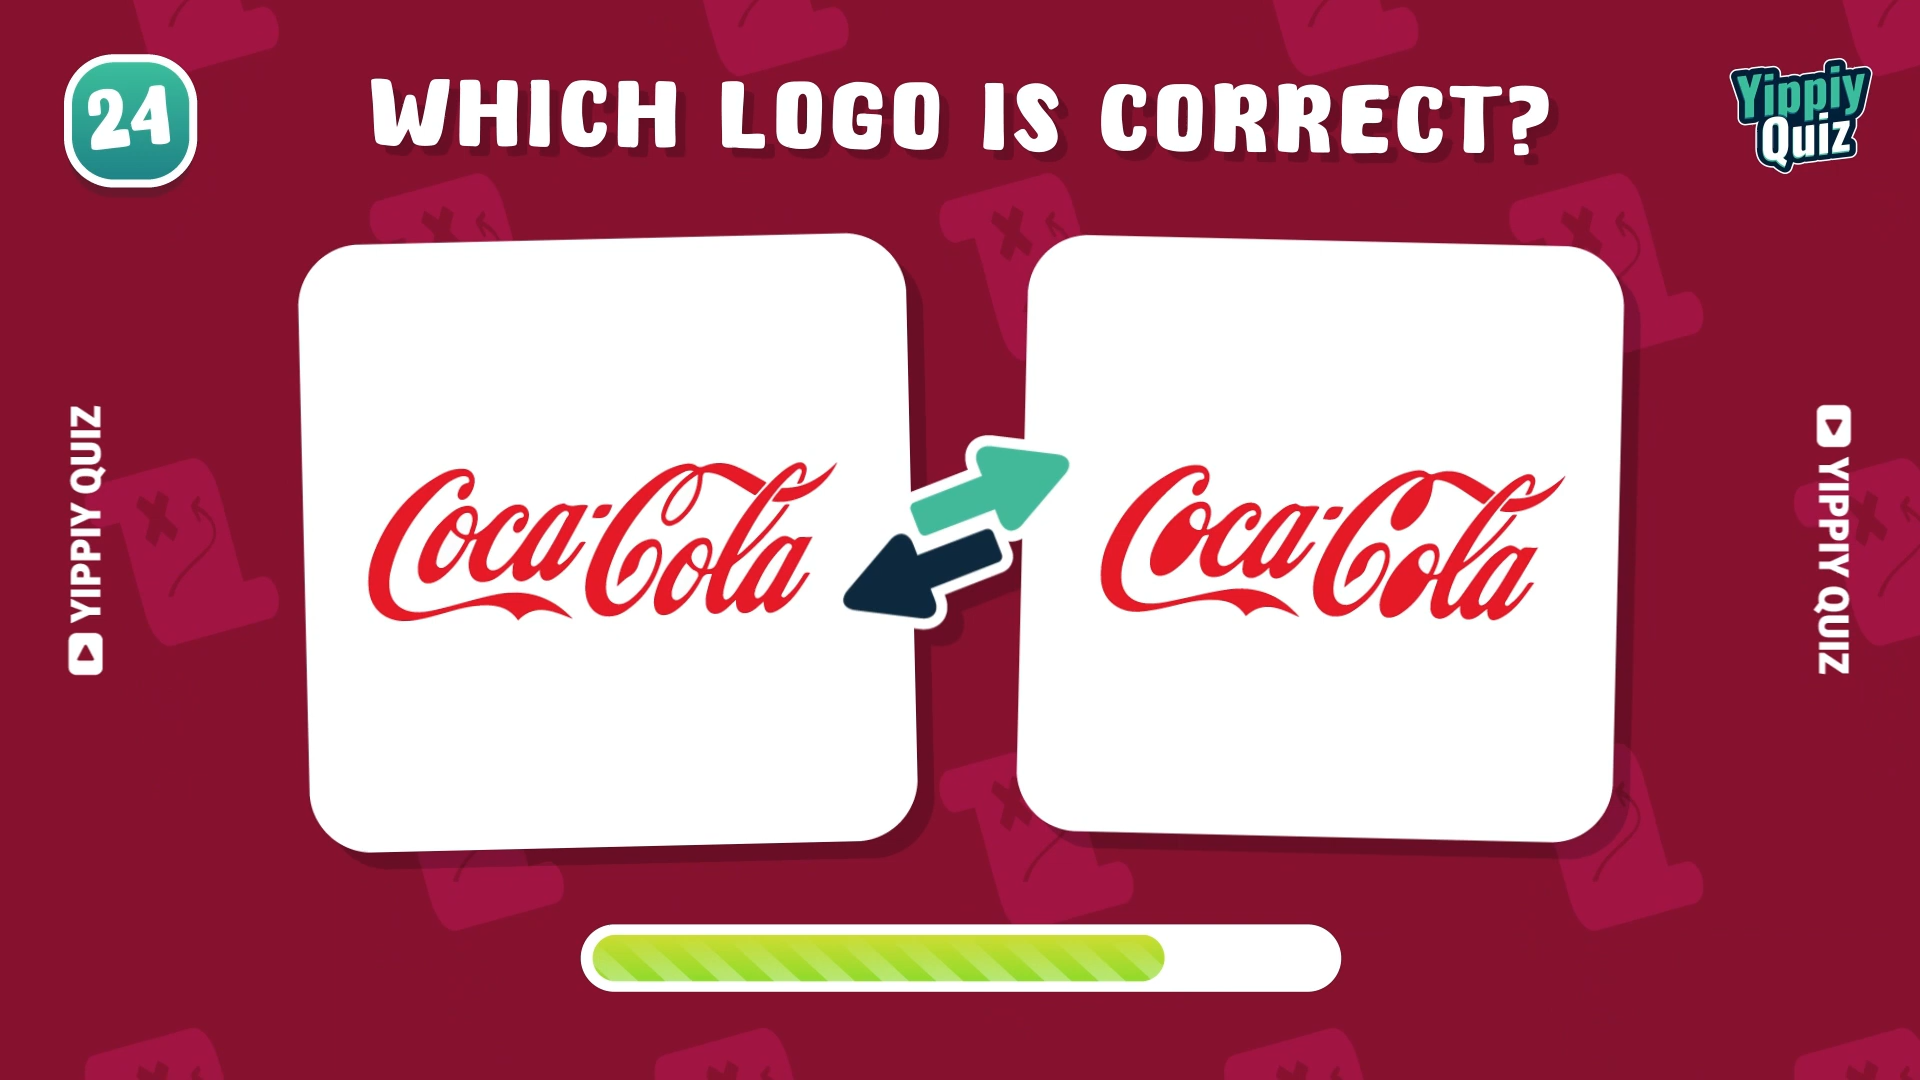 24
WHICH LOGO IS CORRECT?
Yippiy
Quiz
Coca-Cola
Coca-Cola
YIPPIY QUIZ
YIPPIY QUIZ